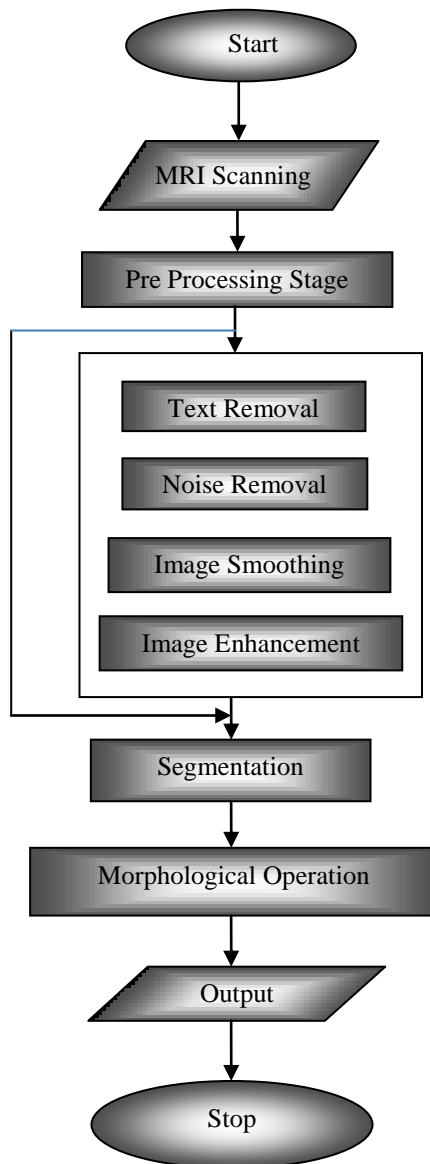 Start
MRI Scanning
Pre Processing Stage
Text Removal
Noise Removal
Image Smoothing
Image Enhancement
Segmentation
Morphological Operation
Output
Stop